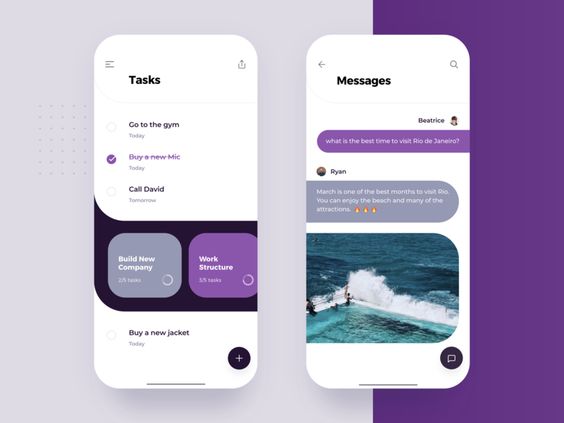 Tasks
Go to the gym
Today
Buy a new Mic
Today
Call David
Tomorrow
Build New
Company
2/5 tasks
Work
Structure
3/5 tasks
Buy a new jacket
Today
Messages
Beatrice
what is the best time to visit Rio de Janeiro?
Ryan
March is one of the best months to visit Rio.
You can enjoy the beach and many of the
attractions. 🔥🔥🔥